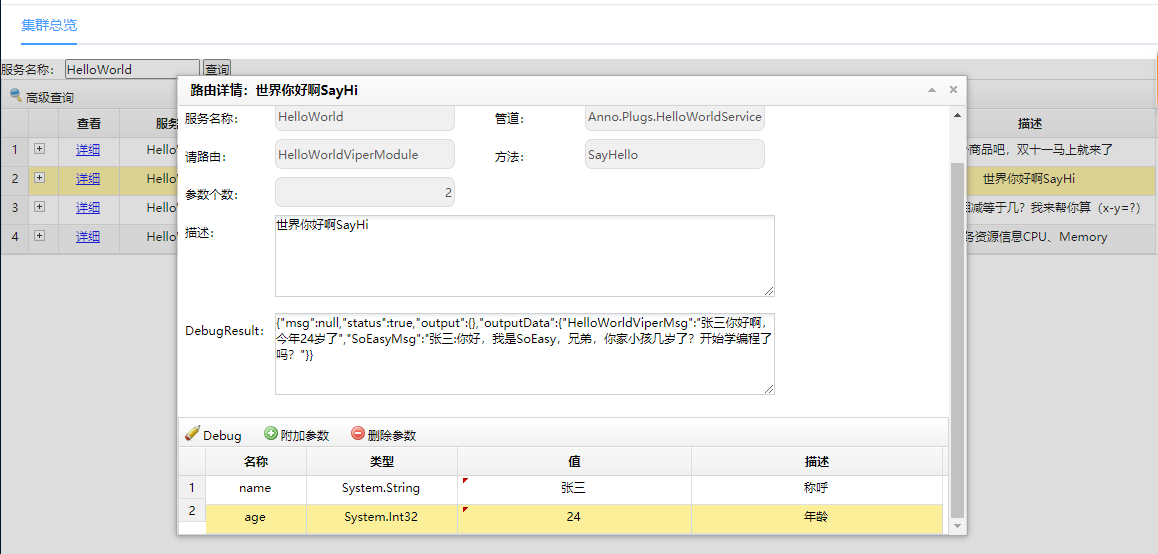 集群总览
服务名称： HelloWorld 查询
高级查询
查看 服务 描述
1 详细 Hello 商品吧，双十一马上就来了
2 详细 Hello 世界你好啊SayHi
3 详细 Hello 相减等于几？我来帮你算（x-y=?）
4 详细 Hello 务资源信息CPU、Memory
路由详情：世界你好啊SayHi
服务名称： HelloWorld 管道： Anno.Plugs.HelloWorldService
请路由： HelloWorldViperModule 方法： SayHello
参数个数： 2
描述： 世界你好啊SayHi
DebugResult： {"msg":null,"status":true,"output":{},"outputData":{"HelloWorldViperMsg":"张三你好啊，
今年24岁了","SoEasyMsg":"张三:你好，我是SoEasy，兄弟，你家小孩几岁了？开始学编程了
吗？"}}
Debug 附加参数 删除参数
名称 类型 值 描述
1 name System.String 张三 称呼
2 age System.Int32 24 年龄